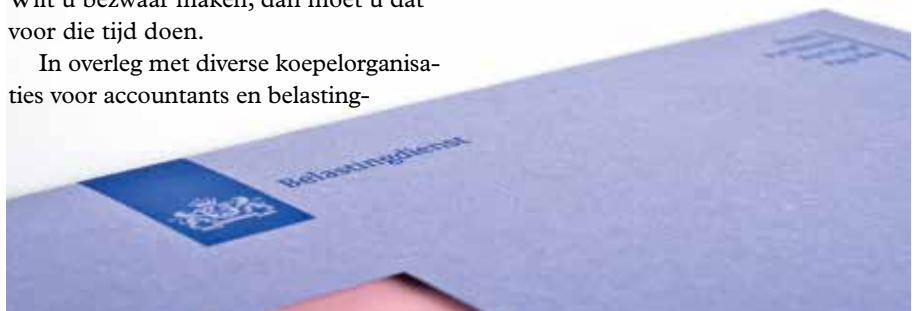 Wilt u bezwaar maken, dan moet u dat
voor die tijd doen.
In overleg met diverse koepelorganisa-
ties voor accountants en belasting-
Belastingdienst